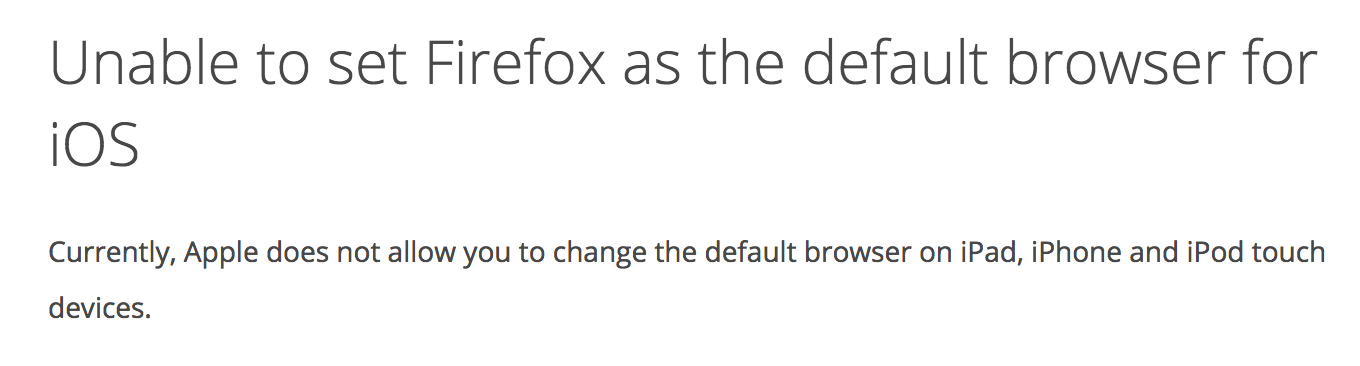 Unable to set Firefox as the default browser for
iOS
Currently, Apple does not allow you to change the default browser on iPad, iPhone and iPod touch
devices.